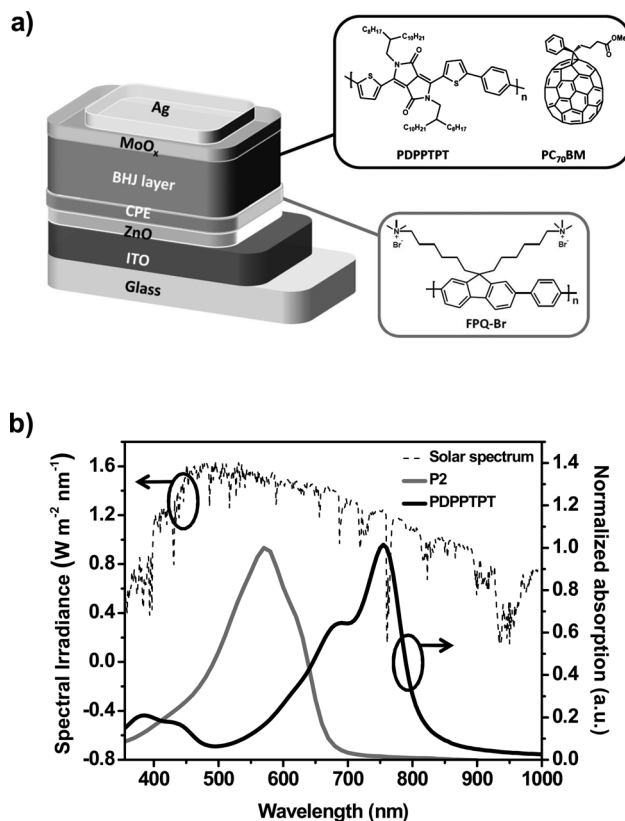 a)
Ag
MoOₓ
BHJ layer
CPE
ZnO
ITO
Glass
C₈H₁₇
C₁₀H₂₁
O
N
S
S
n
N
O
C₁₀H₂₁
C₈H₁₇
PDPPTPT
O
OMe
PC₇₀BM
N⁺
Br⁻
N⁺
Br⁻
n
FPQ-Br
b)
Spectral Irradiance (W m⁻² nm⁻¹)
1.6
1.2
0.8
0.4
0.0
-0.4
-0.8
Solar spectrum
P2
PDPPTPT
1.4
1.2
1.0
0.8
0.6
0.4
0.2
0.0
Normalized absorption (a.u.)
400 500 600 700 800 900 1000
Wavelength (nm)